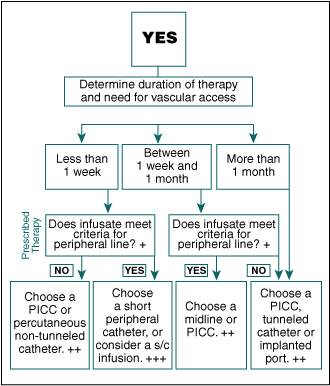 YES
Determine duration of therapy
and need for vascular access
Less than
1 week
Between
1 week and
1 month
More than
1 month
Prescribed
Therapy
Does infusate meet
criteria for
peripheral line? +
Does infusate meet
criteria for
peripheral line? +
NO
YES
YES
NO
Choose a
PICC or
percutaneous
non-tunneled
catheter. ++
Choose
a short
peripheral
catheter, or
consider a s/c
infusion. +++
Choose a
midline or
PICC. ++
Choose a
PICC,
tunneled
catheter or
implanted
port. ++